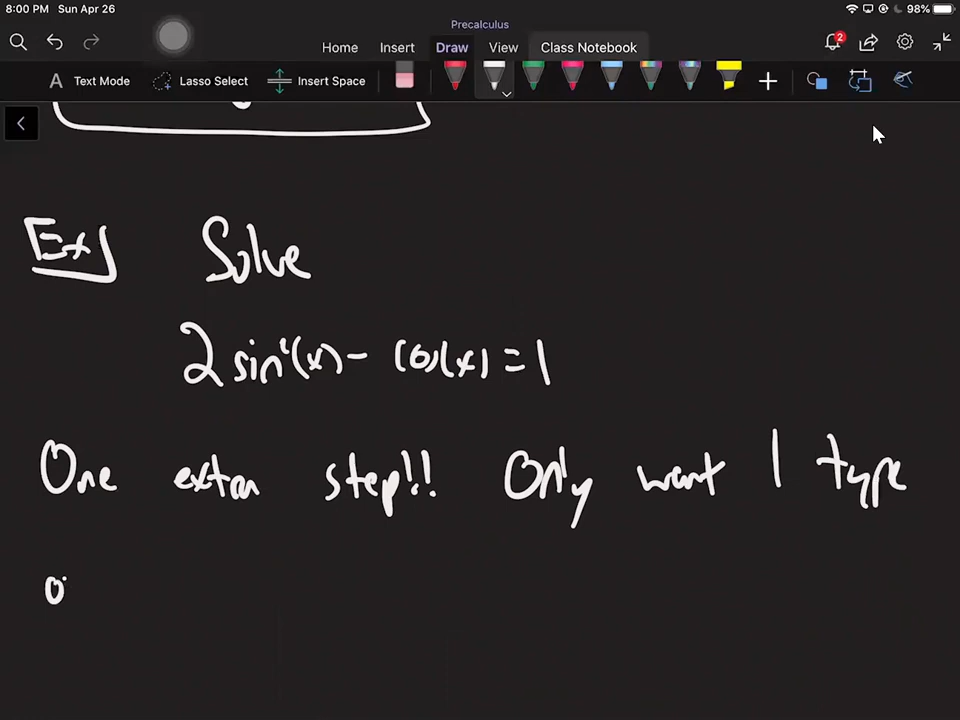 8:00 PM Sun Apr 26 98%
Precalculus
Home Insert Draw View Class Notebook 2
A Text Mode Lasso Select Insert Space
Ex Solve
2 sin²(x) - cos(x) = 1
One extra step!! Only want 1 type
o